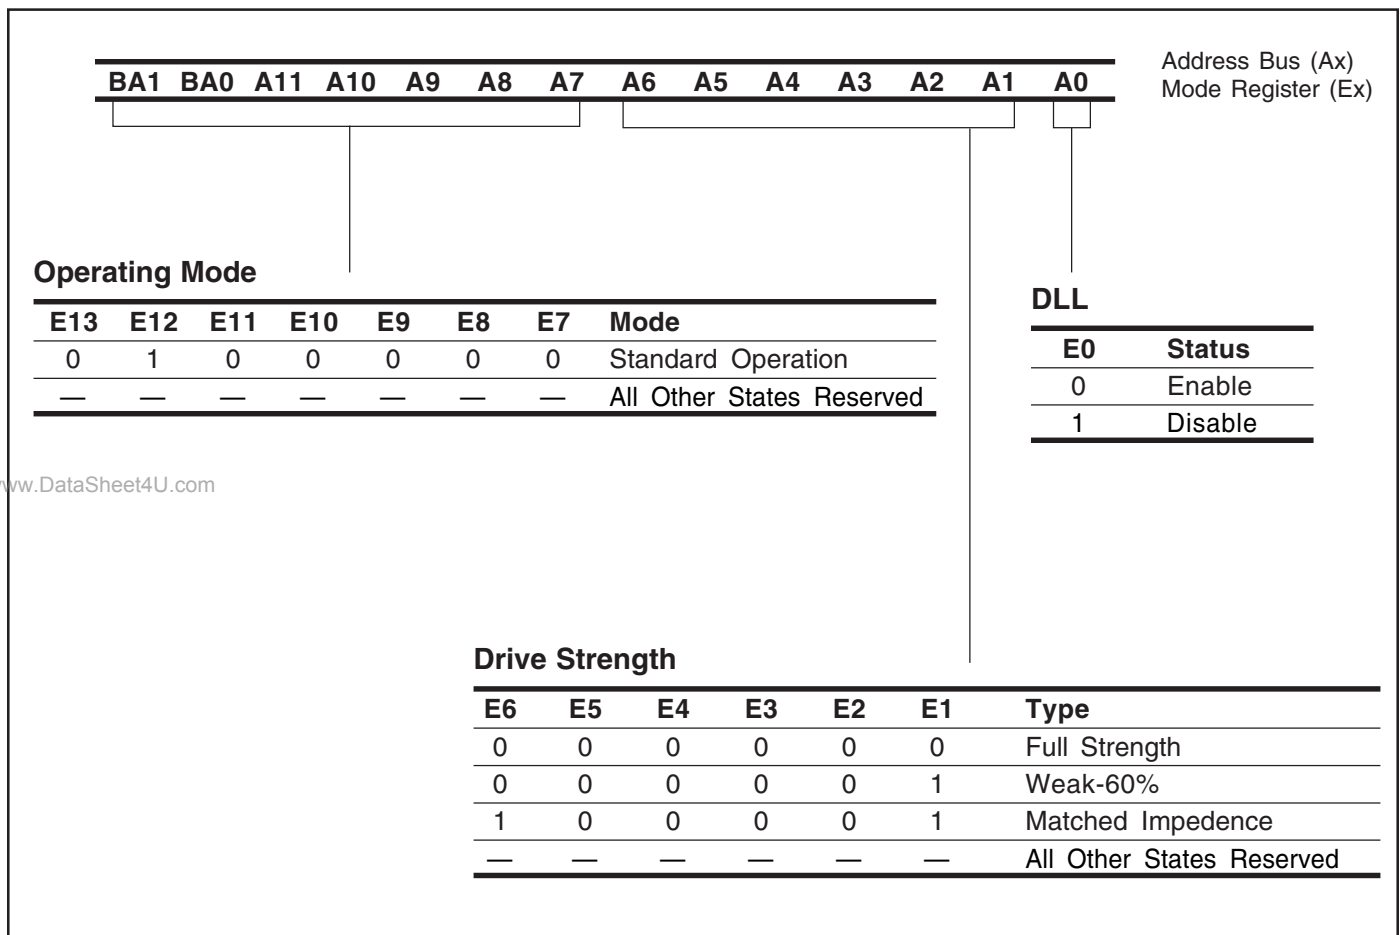 Address Bus (Ax)
BA1 BA0 A11 A10 A9 A8 A7 A6 A5 A4 A3 A2 A1 A0
Mode Register (Ex)
Operating Mode
E13 E12 E11 E10 E9 E8 E7 Mode
0 1 0 0 0 0 0 Standard Operation
— — — — — — — All Other States Reserved
DLL
E0 Status
0 Enable
1 Disable
www.DataSheet4U.com
Drive Strength
E6 E5 E4 E3 E2 E1 Type
0 0 0 0 0 0 Full Strength
0 0 0 0 0 1 Weak-60%
1 0 0 0 0 1 Matched Impedence
— — — — — — All Other States Reserved